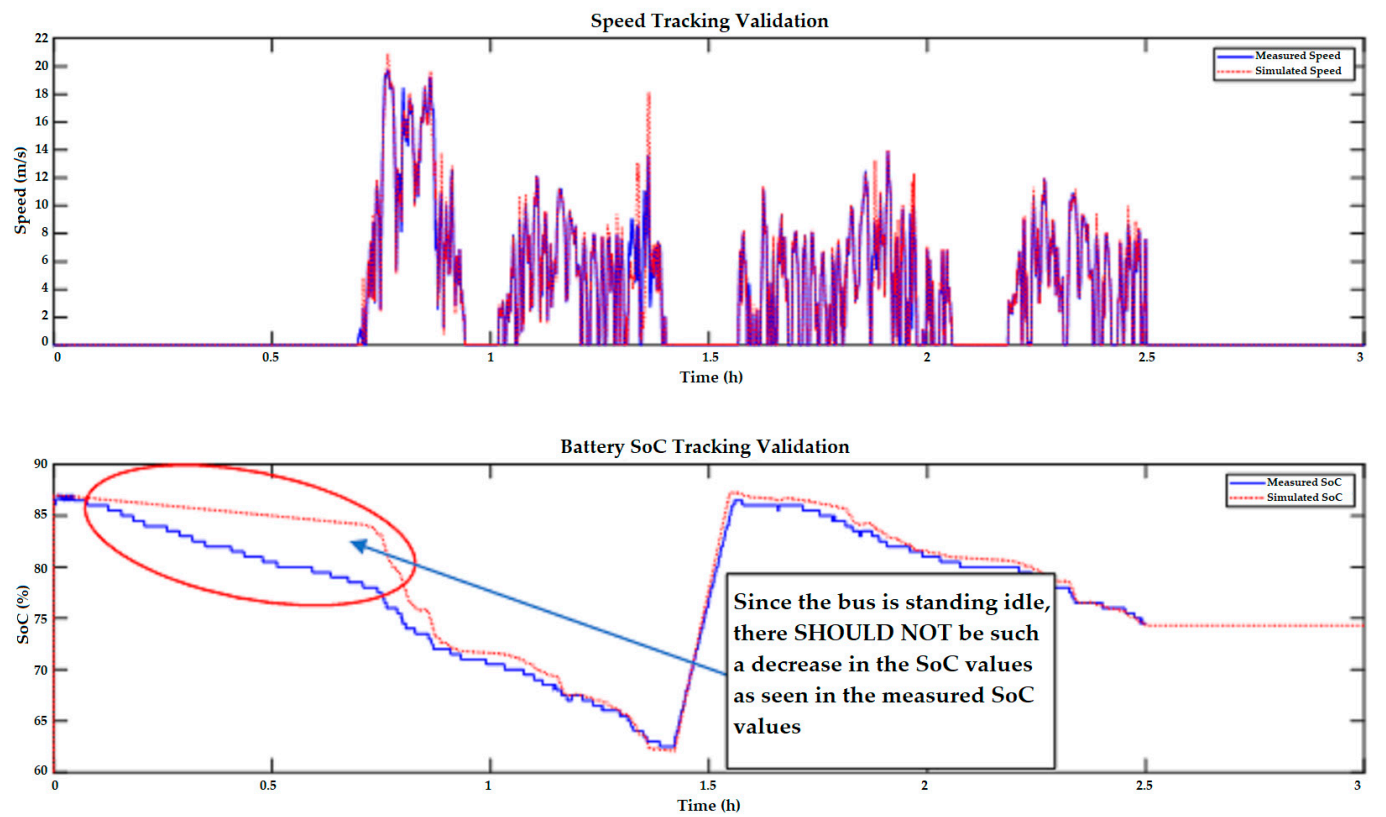 Speed Tracking Validation
22
20
18
16
14
12
10
8
6
4
2
0
Speed (m/s)
Measured Speed
Simulated Speed
0
0.5
1
1.5
2
2.5
3
Time (h)
Battery SoC Tracking Validation
90
85
80
75
70
65
60
SoC (%)
Measured SoC
Simulated SoC
Since the bus is standing idle,
there SHOULD NOT be such
a decrease in the SoC values
as seen in the measured SoC
values
0
0.5
1
1.5
2
2.5
3
Time (h)